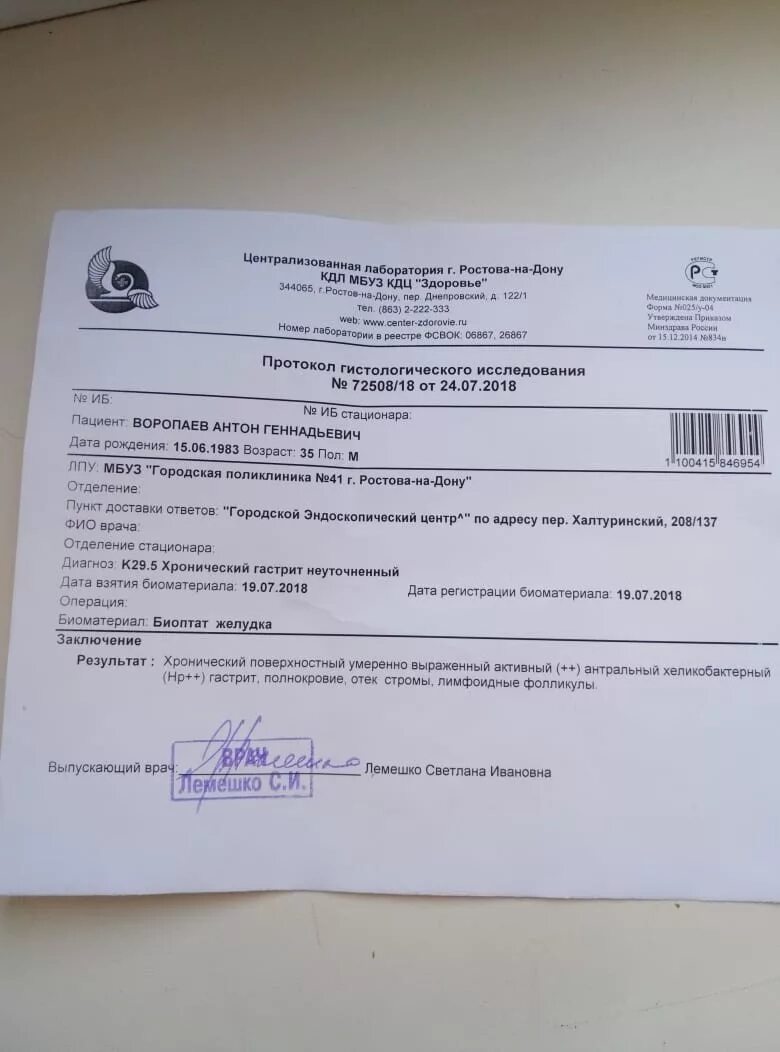 Централизованная лаборатория г. Ростова-на-Дону
КДЛ МБУЗ КДЦ "Здоровье"
344065, г.Ростов-на-Дону, пер. Днепровский, д. 122/1
тел. (863) 2-222-333
web: www.center-zdorovie.ru
Номер лаборатории в реестре ФСВОК: 06867, 26867
РЕГИСТР
Медицинская документация
Форма №025/у-04
Утверждена Приказом
Минздрава России
от 15.12.2014 №834н
Протокол гистологического исследования
№ 72508/18 от 24.07.2018
№ ИБ:
№ ИБ стационара:
Пациент: ВОРОПАЕВ АНТОН ГЕННАДЬЕВИЧ
Дата рождения: 15.06.1983 Возраст: 35 Пол: М
1 100415 846954
ЛПУ: МБУЗ "Городская поликлиника №41 г. Ростова-на-Дону"
Отделение:
Пункт доставки ответов: "Городской Эндоскопический центр^" по адресу пер. Халтуринский, 208/137
ФИО врача:
Отделение стационара:
Диагноз: K29.5 Хронический гастрит неуточненный
Дата взятия биоматериала: 19.07.2018 Дата регистрации биоматериала: 19.07.2018
Операция:
Биоматериал: Биоптат желудка
Заключение
Результат : Хронический поверхностный умеренно выраженный активный (++) антральный хеликобактерный
(Нр++) гастрит, полнокровие, отек стромы, лимфоидные фолликулы.
Выпускающий врач: Лемешко Светлана Ивановна
ВРАЧ
Лемешко С.И.